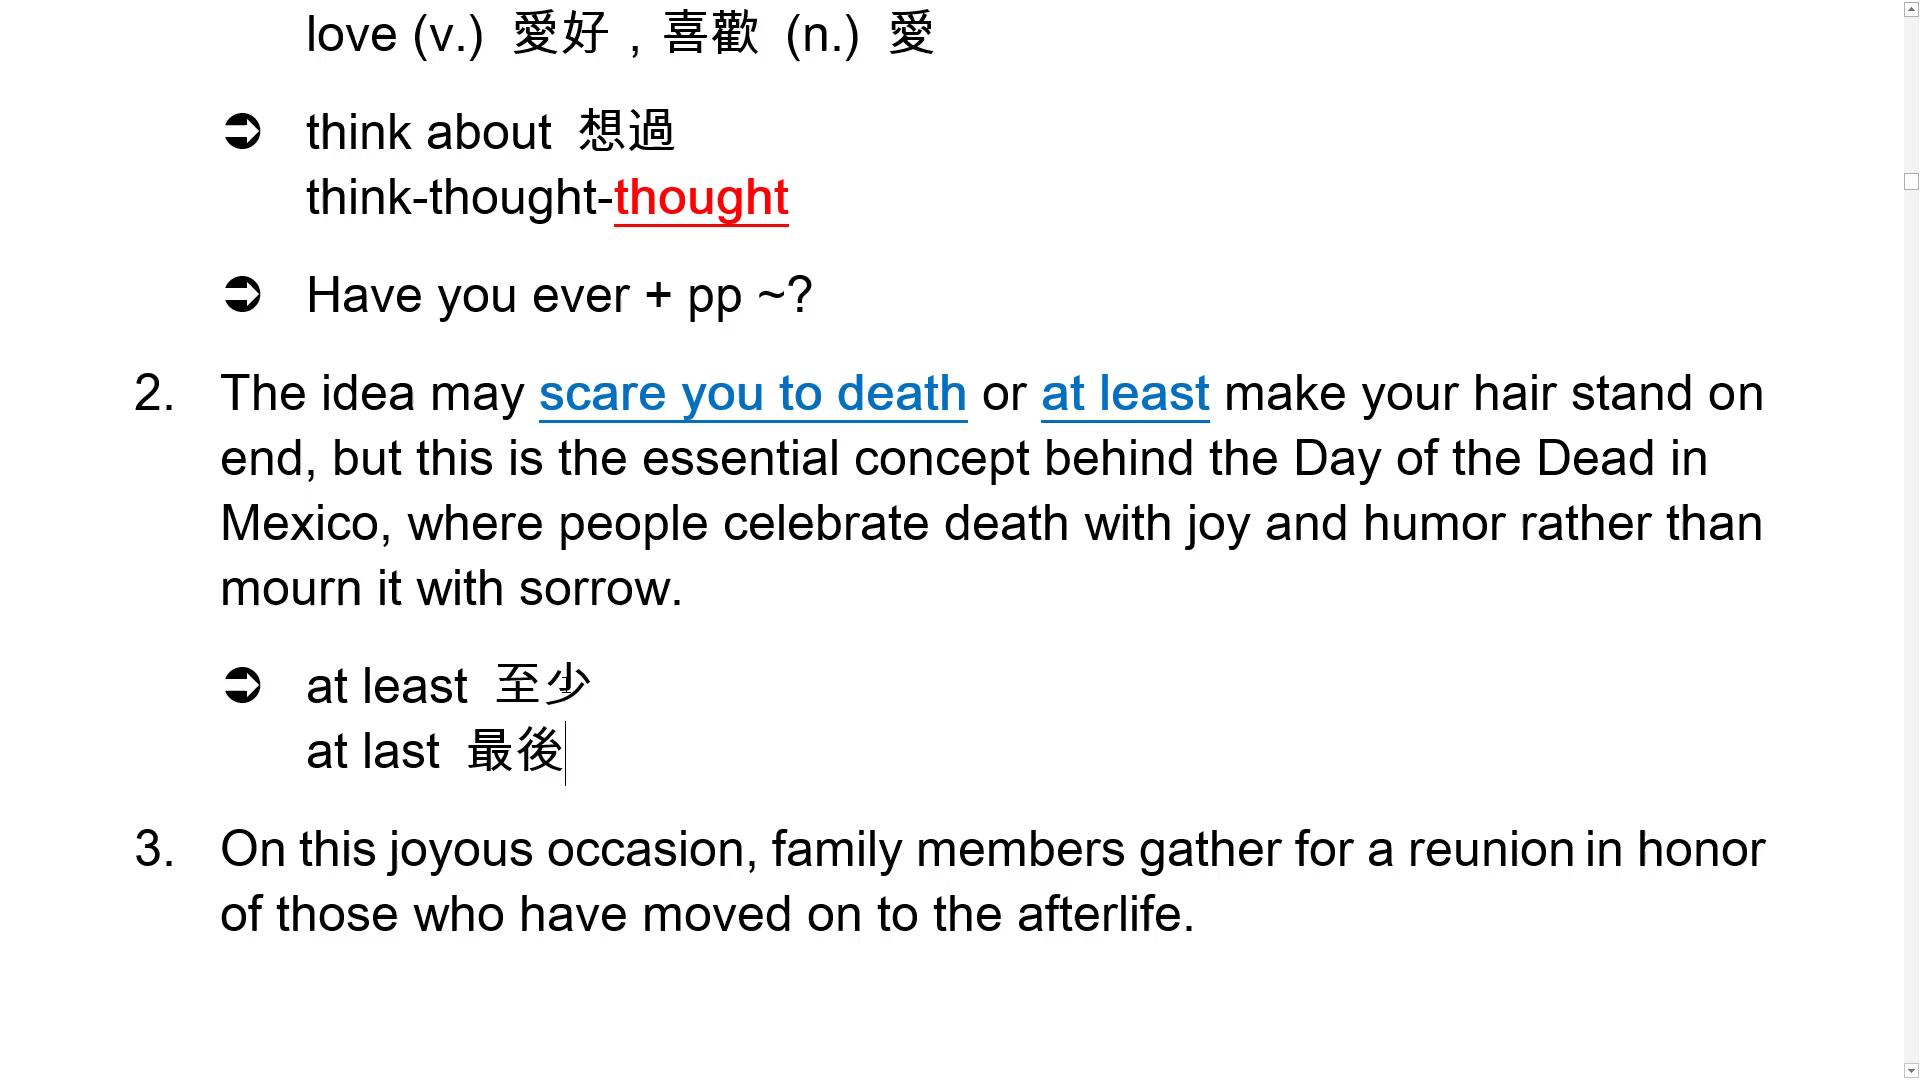 love (v.) 愛好，喜歡 (n.) 愛
➲ think about 想過
think-thought-thought
➲ Have you ever + pp ~?
2. The idea may scare you to death or at least make your hair stand on
end, but this is the essential concept behind the Day of the Dead in
Mexico, where people celebrate death with joy and humor rather than
mourn it with sorrow.
➲ at least 至少
at last 最後
3. On this joyous occasion, family members gather for a reunion in honor
of those who have moved on to the afterlife.